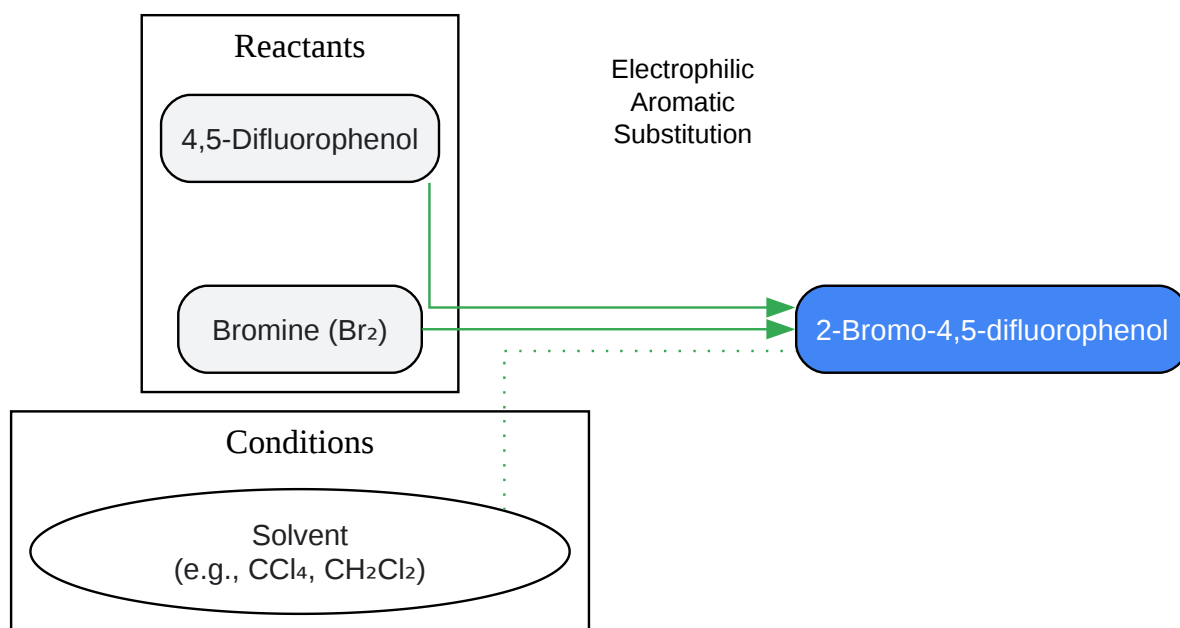 Reactants
4,5-Difluorophenol
Bromine (Br₂)
Electrophilic
Aromatic
Substitution
2-Bromo-4,5-difluorophenol
Conditions
Solvent
(e.g., CCl₄, CH₂Cl₂)